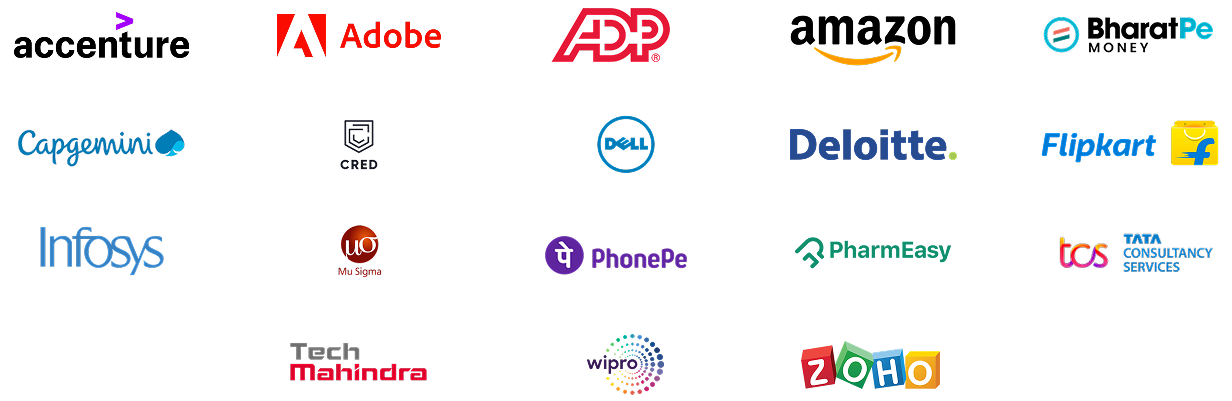 accenture
Adobe
ADP®
amazon
BharatPe
MONEY
Capgemini
CRED
DELL
Deloitte.
Flipkart
f
Infosys
μσ
Mu Sigma
पे PhonePe
PharmEasy
tcs
TATA
CONSULTANCY
SERVICES
Tech
Mahindra
wipro
ZOHO